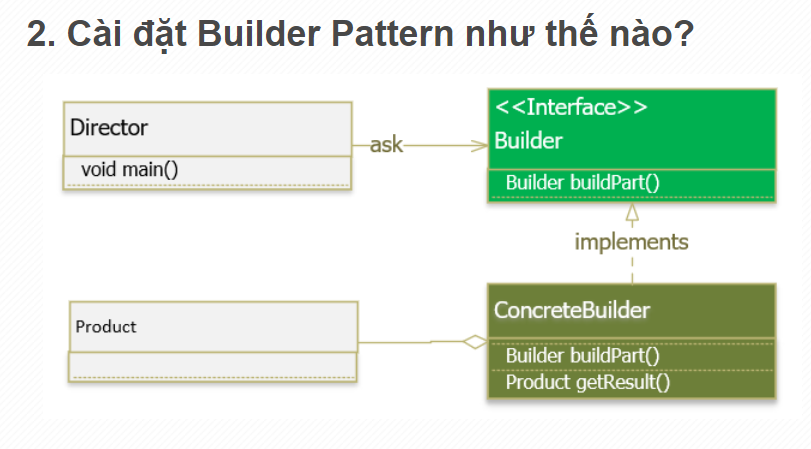 2. Cài đặt Builder Pattern như thế nào?
Director
void main()
ask
<<Interface>>
Builder
Builder buildPart()
implements
Product
ConcreteBuilder
Builder buildPart()
Product getResult()